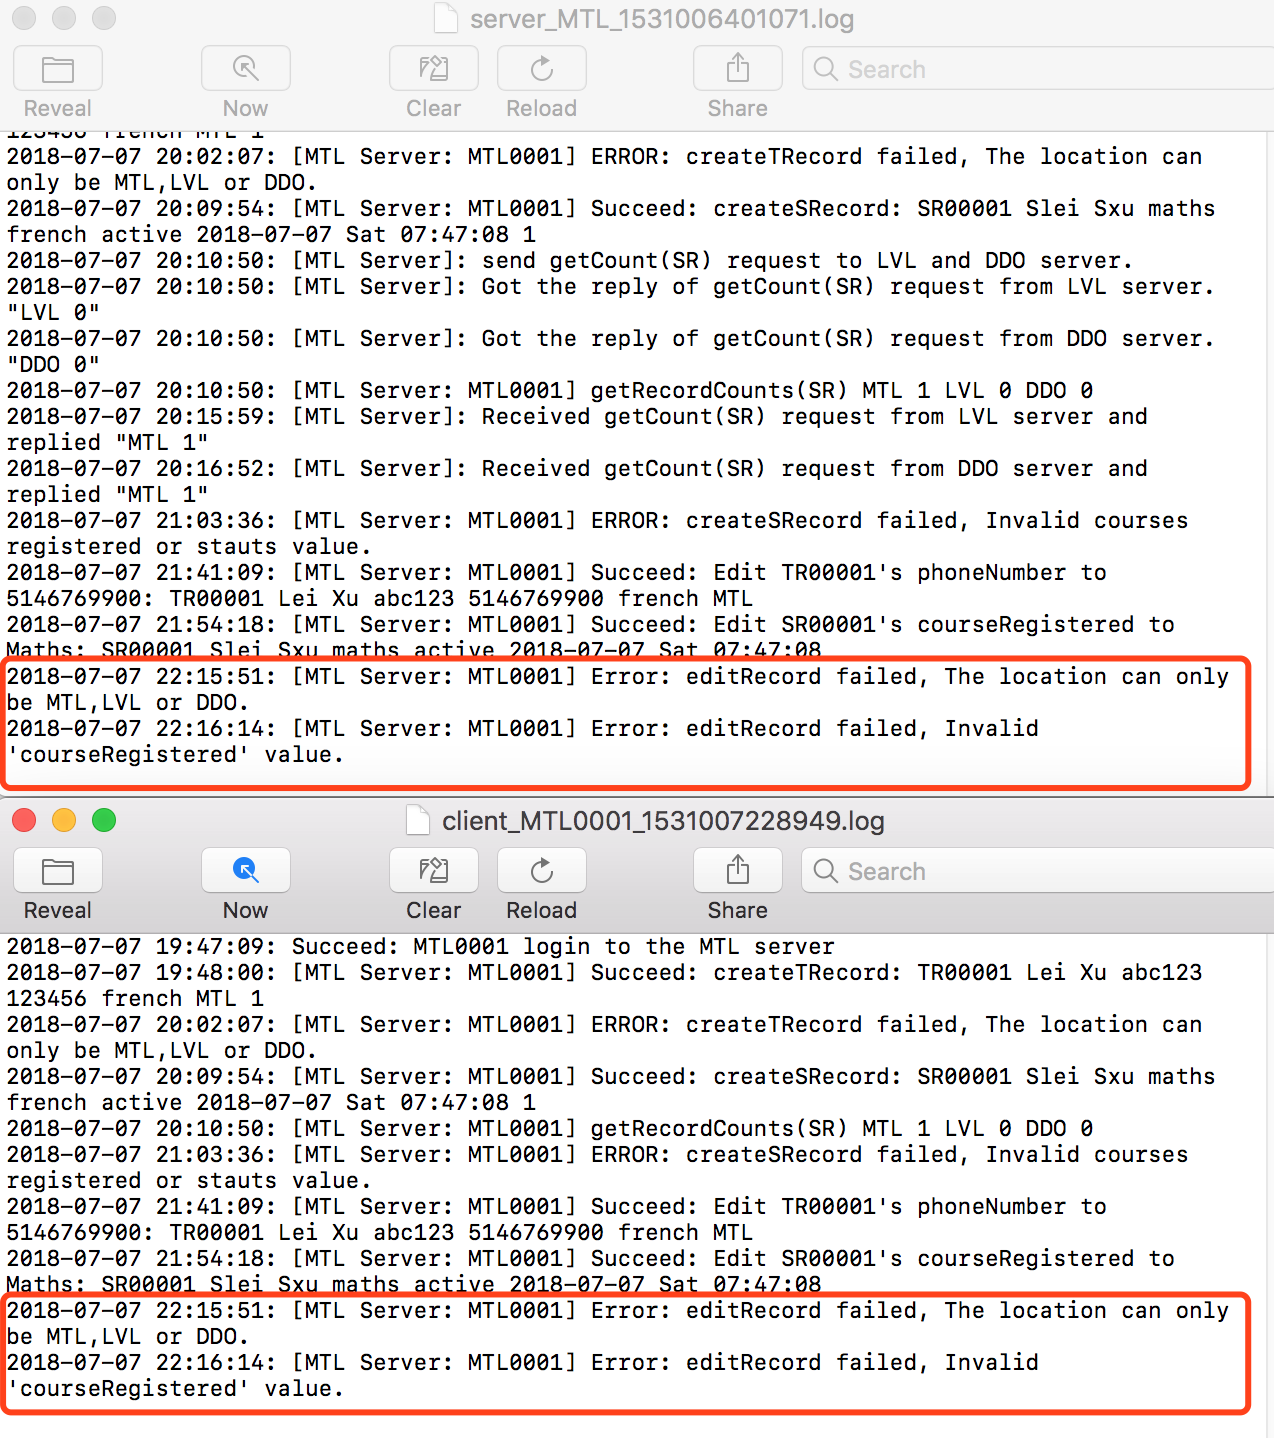 server_MTL_1531006401071.log
Reveal Now Clear Reload Share Search
123456 french MTL 1
2018-07-07 20:02:07: [MTL Server: MTL0001] ERROR: createTRecord failed, The location can
only be MTL,LVL or DDO.
2018-07-07 20:09:54: [MTL Server: MTL0001] Succeed: createSRecord: SR00001 Slei Sxu maths
french active 2018-07-07 Sat 07:47:08 1
2018-07-07 20:10:50: [MTL Server]: send getCount(SR) request to LVL and DDO server.
2018-07-07 20:10:50: [MTL Server]: Got the reply of getCount(SR) request from LVL server.
"LVL 0"
2018-07-07 20:10:50: [MTL Server]: Got the reply of getCount(SR) request from DDO server.
"DDO 0"
2018-07-07 20:10:50: [MTL Server: MTL0001] getRecordCounts(SR) MTL 1 LVL 0 DDO 0
2018-07-07 20:15:59: [MTL Server]: Received getCount(SR) request from LVL server and
replied "MTL 1"
2018-07-07 20:16:52: [MTL Server]: Received getCount(SR) request from DDO server and
replied "MTL 1"
2018-07-07 21:03:36: [MTL Server: MTL0001] ERROR: createSRecord failed, Invalid courses
registered or stauts value.
2018-07-07 21:41:09: [MTL Server: MTL0001] Succeed: Edit TR00001's phoneNumber to
5146769900: TR00001 Lei Xu abc123 5146769900 french MTL
2018-07-07 21:54:18: [MTL Server: MTL0001] Succeed: Edit SR00001's courseRegistered to
Maths: SR00001 Slei Sxu maths active 2018-07-07 Sat 07:47:08
2018-07-07 22:15:51: [MTL Server: MTL0001] Error: editRecord failed, The location can only
be MTL,LVL or DDO.
2018-07-07 22:16:14: [MTL Server: MTL0001] Error: editRecord failed, Invalid
'courseRegistered' value.
client_MTL0001_1531007228949.log
Reveal Now Clear Reload Share Search
2018-07-07 19:47:09: Succeed: MTL0001 login to the MTL server
2018-07-07 19:48:00: [MTL Server: MTL0001] Succeed: createTRecord: TR00001 Lei Xu abc123
123456 french MTL 1
2018-07-07 20:02:07: [MTL Server: MTL0001] ERROR: createTRecord failed, The location can
only be MTL,LVL or DDO.
2018-07-07 20:09:54: [MTL Server: MTL0001] Succeed: createSRecord: SR00001 Slei Sxu maths
french active 2018-07-07 Sat 07:47:08 1
2018-07-07 20:10:50: [MTL Server: MTL0001] getRecordCounts(SR) MTL 1 LVL 0 DDO 0
2018-07-07 21:03:36: [MTL Server: MTL0001] ERROR: createSRecord failed, Invalid courses
registered or stauts value.
2018-07-07 21:41:09: [MTL Server: MTL0001] Succeed: Edit TR00001's phoneNumber to
5146769900: TR00001 Lei Xu abc123 5146769900 french MTL
2018-07-07 21:54:18: [MTL Server: MTL0001] Succeed: Edit SR00001's courseRegistered to
Maths: SR00001 Slei Sxu maths active 2018-07-07 Sat 07:47:08
2018-07-07 22:15:51: [MTL Server: MTL0001] Error: editRecord failed, The location can only
be MTL,LVL or DDO.
2018-07-07 22:16:14: [MTL Server: MTL0001] Error: editRecord failed, Invalid
'courseRegistered' value.